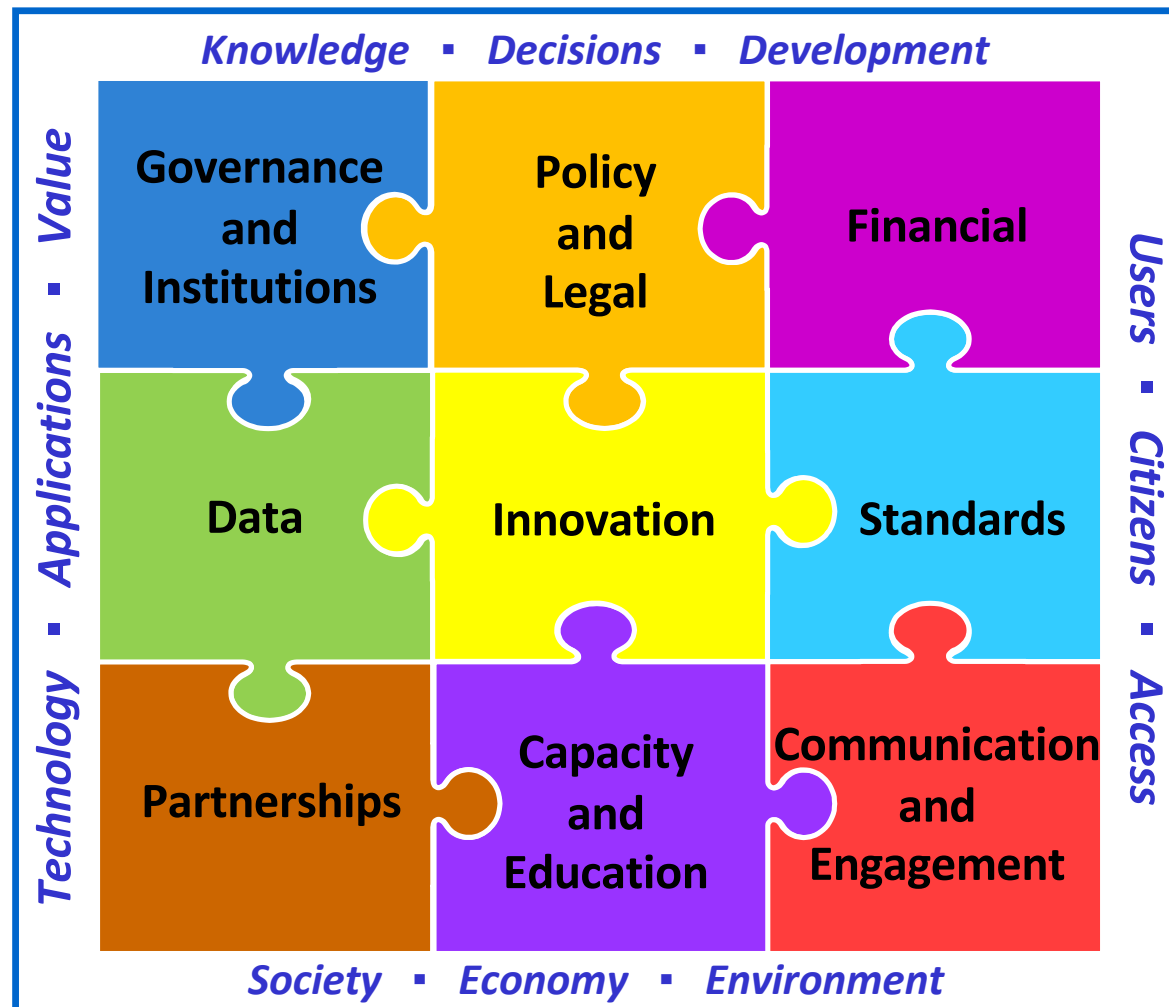 Knowledge ▪ Decisions ▪ Development
Technology ▪ Applications ▪ Value
Governance
and
Institutions
Policy
and
Legal
Financial
Data
Innovation
Standards
Partnerships
Capacity
and
Education
Communication
and
Engagement
Users ▪ Citizens ▪ Access
Society ▪ Economy ▪ Environment